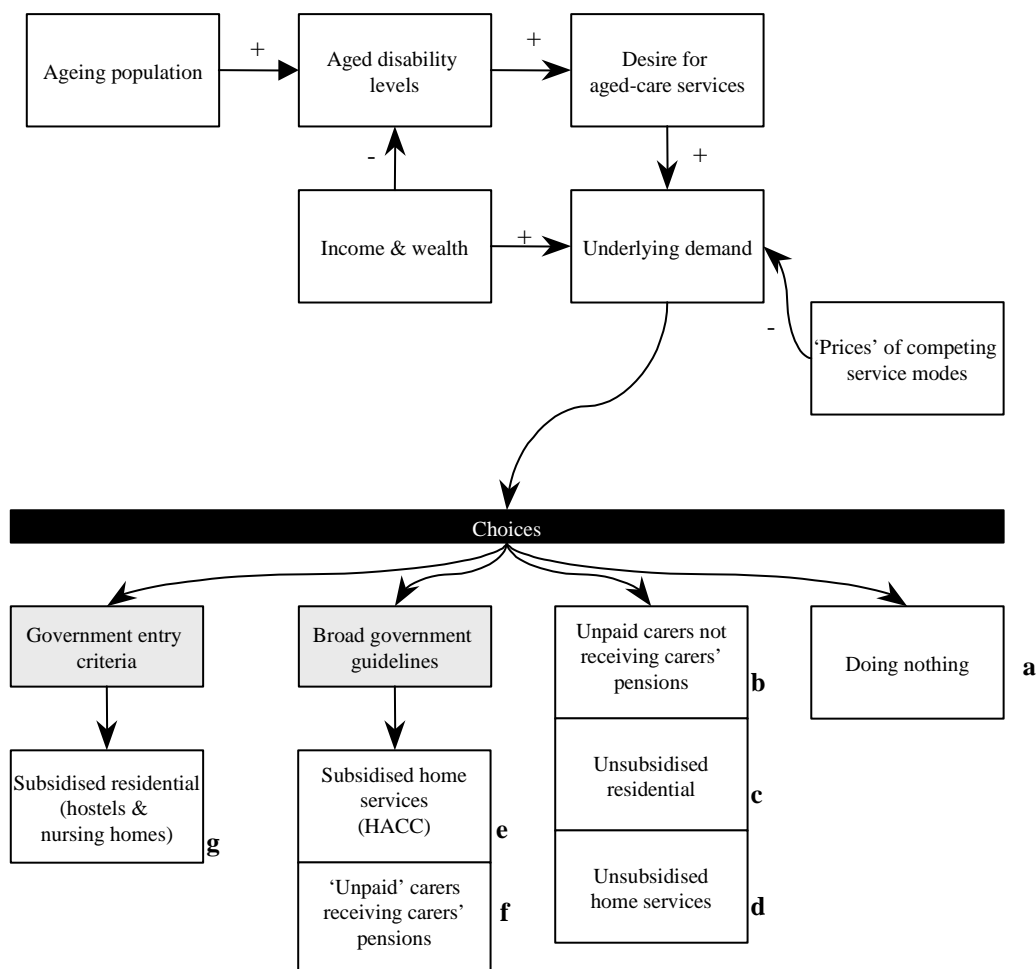 +
+
Ageing population
Aged disability
levels
Desire for
aged-care services
-
+
Income & wealth
+
Underlying demand
-
‘Prices’ of competing
service modes
Choices
Government entry
criteria
Broad government
guidelines
Unpaid carers not
receiving carers’
pensions
b
Doing nothing
a
Subsidised residential
(hostels &
nursing homes)
g
Subsidised home
services
(HACC)
e
Unsubsidised
residential
c
‘Unpaid’ carers
receiving carers’
pensions
f
Unsubsidised
home services
d